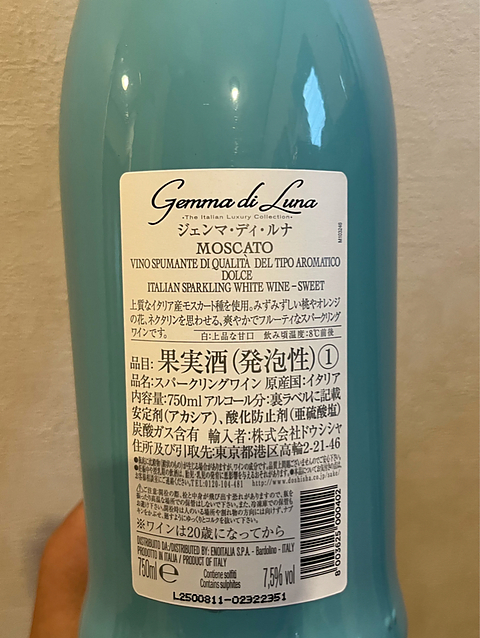 Gemma di Luna
•The Italian Luxury Collection•
ジェンマ・ディ・ルナ
MOSCATO
VINO SPUMANTE DI QUALITÀ DEL TIPO AROMATICO
DOLCE
ITALIAN SPARKLING WHITE WINE – SWEET
上質なイタリア産モスカート種を使用。みずみずしい桃やオレンジ
の花、ネクタリンを思わせる、爽やかでフルーティなスパークリング
ワインです。 白:上品な甘口 飲み頃温度:8℃前後
品目: 果実酒(発泡性)①
品名:スパークリングワイン 原産国:イタリア
内容量:750ml アルコール分:裏ラベルに記載
安定剤(アカシア)、酸化防止剤(亜硫酸塩)
炭酸ガス含有 輸入者:株式会社ドウシシャ
住所及び引取先:東京都港区高輪2-21-46
TEL:0120-104-481 http://www.doshisha.co.jp/sake/
※ワインは20歳になってから
DISTRIBUTO DA:/DISTRIBUTED BY: ENOITALIA S.P.A. - Bardolino - ITALY
PRODOTTO IN ITALIA / PRODUCT OF ITALY
750ml e Contiene solfiti 7,5% vol
Contains sulphites
8003625000402
L2500811-02322351